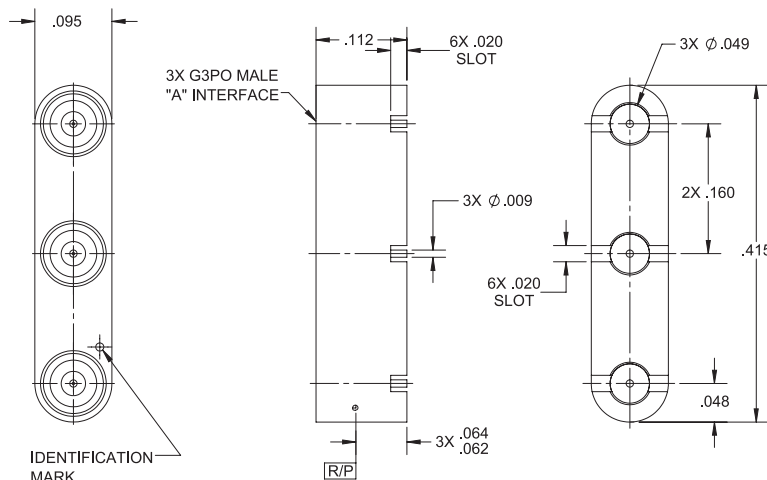 .095
.112
6X .020
SLOT
3X Ø.049
3X G3PO MALE
"A" INTERFACE
2X .160
3X Ø.009
.415
6X .020
SLOT
.048
3X .064
.062
IDENTIFICATION
MARK
R/P